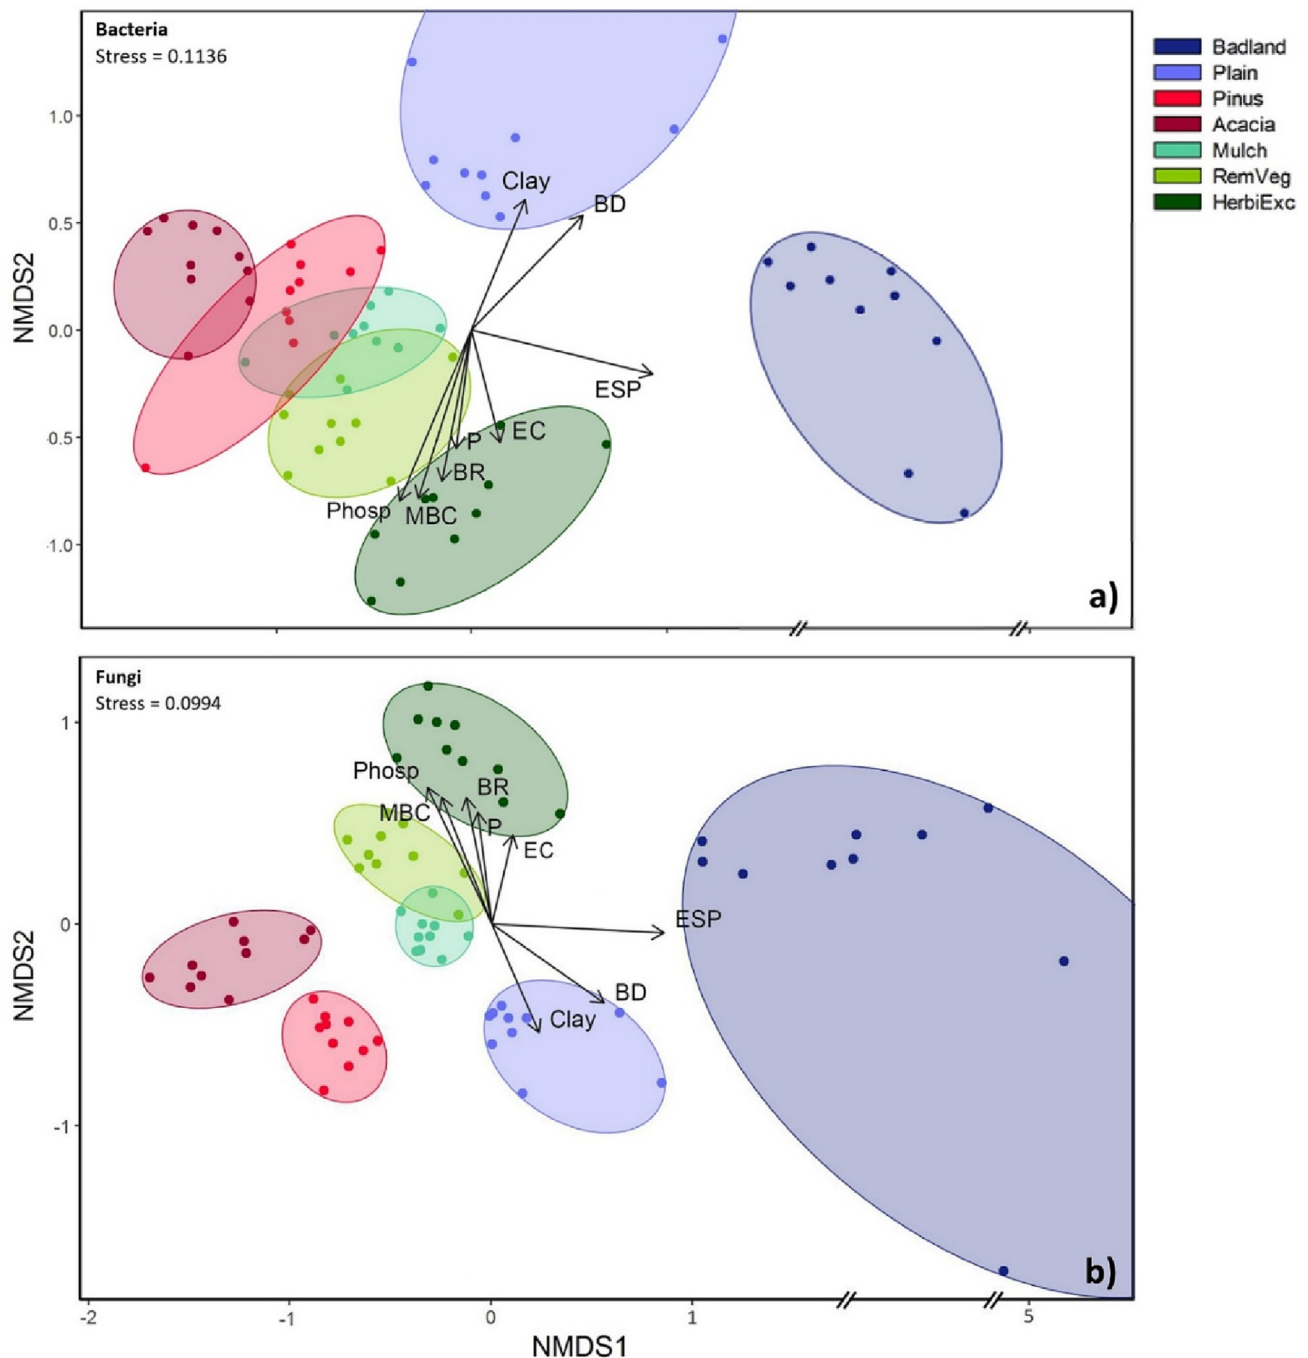 Bacteria
Stress = 0.1136
Badland
Plain
Pinus
Acacia
Mulch
RemVeg
HerbiExc
1.0
0.5
0.0
-0.5
-1.0
NMDS2
Clay
BD
ESP
EC
P
BR
Phosp
MBC
a)
Fungi
Stress = 0.0994
1
0
-1
NMDS2
Phosp
BR
MBC
P
EC
ESP
BD
Clay
b)
-2 -1 0 1 5
NMDS1